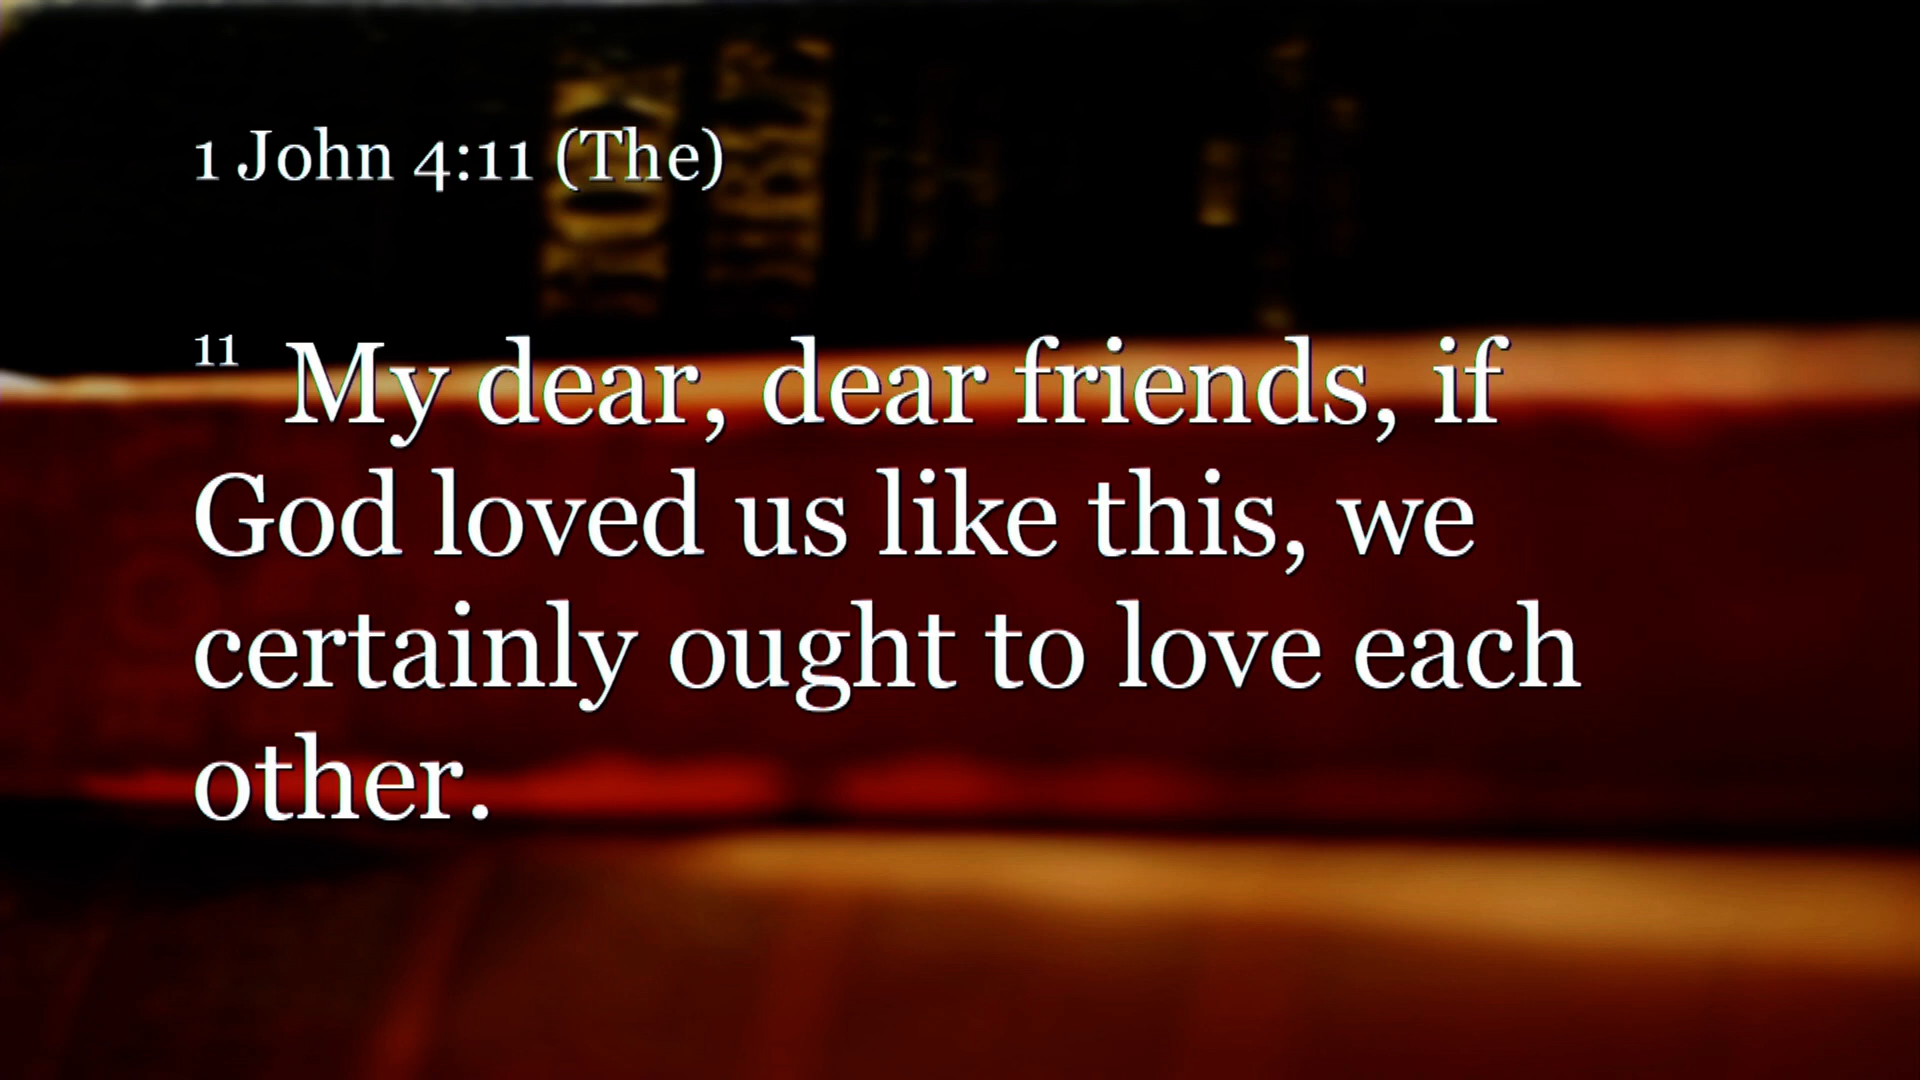 1 John 4:11 (The)
11 My dear, dear friends, if
God loved us like this, we
certainly ought to love each
other.